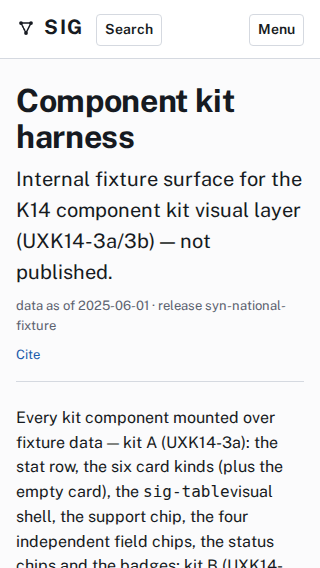 SIG
Search
Menu
Component kit
harness
Internal fixture surface for the
K14 component kit visual layer
(UXK14-3a/3b) — not
published.
data as of 2025-06-01 · release syn-national-
fixture
Cite
Every kit component mounted over
fixture data — kit A (UXK14-3a): the
stat row, the six card kinds (plus the
empty card), the sig-tablevisual
shell, the support chip, the four
independent field chips, the status
chips and the badges; kit B (UXK14-